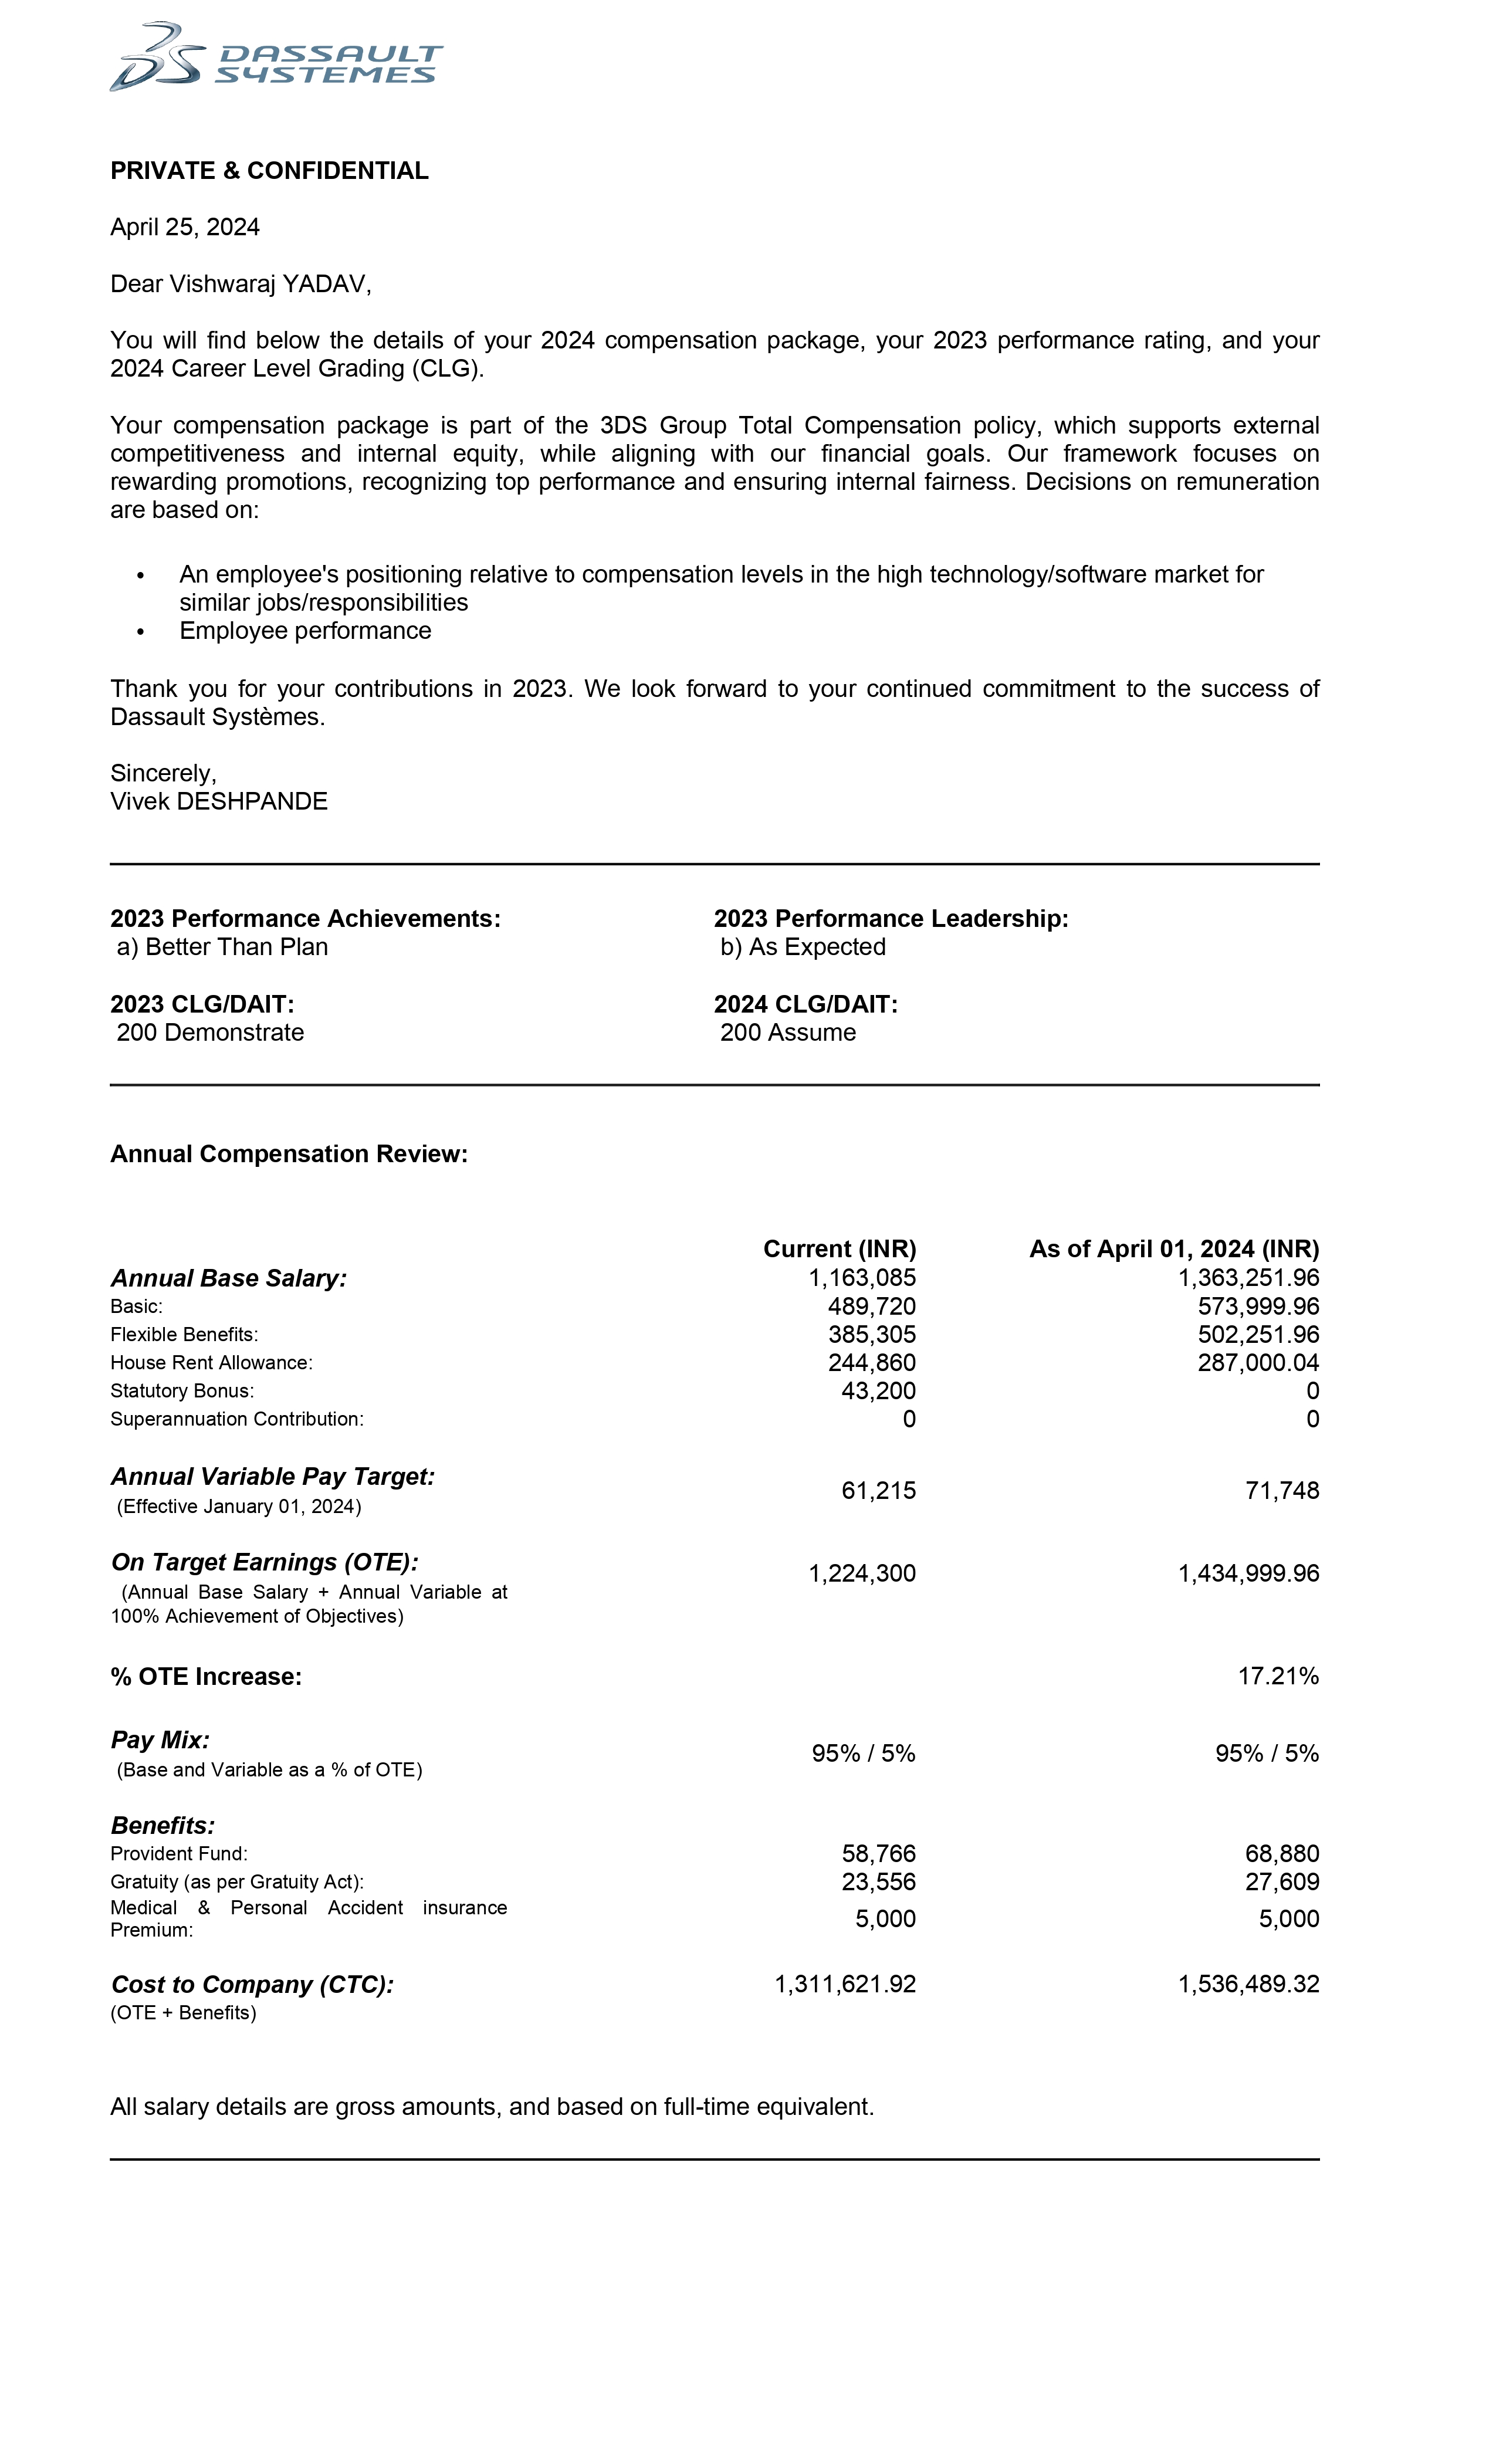 DASSAULT
SYSTEMES
PRIVATE & CONFIDENTIAL
April 25, 2024
Dear Vishwaraj YADAV,
You will find below the details of your 2024 compensation package, your 2023 performance rating, and your
2024 Career Level Grading (CLG).
Your compensation package is part of the 3DS Group Total Compensation policy, which supports external
competitiveness and internal equity, while aligning with our financial goals. Our framework focuses on
rewarding promotions, recognizing top performance and ensuring internal fairness. Decisions on remuneration
are based on:
• An employee's positioning relative to compensation levels in the high technology/software market for
similar jobs/responsibilities
• Employee performance
Thank you for your contributions in 2023. We look forward to your continued commitment to the success of
Dassault Systèmes.
Sincerely,
Vivek DESHPANDE
2023 Performance Achievements: 2023 Performance Leadership:
a) Better Than Plan b) As Expected
2023 CLG/DAIT: 2024 CLG/DAIT:
200 Demonstrate 200 Assume
Annual Compensation Review:
Current (INR) As of April 01, 2024 (INR)
Annual Base Salary: 1,163,085 1,363,251.96
Basic: 489,720 573,999.96
Flexible Benefits: 385,305 502,251.96
House Rent Allowance: 244,860 287,000.04
Statutory Bonus: 43,200 0
Superannuation Contribution: 0 0
Annual Variable Pay Target: 61,215 71,748
(Effective January 01, 2024)
On Target Earnings (OTE): 1,224,300 1,434,999.96
(Annual Base Salary + Annual Variable at
100% Achievement of Objectives)
% OTE Increase: 17.21%
Pay Mix: 95% / 5% 95% / 5%
(Base and Variable as a % of OTE)
Benefits:
Provident Fund: 58,766 68,880
Gratuity (as per Gratuity Act): 23,556 27,609
Medical & Personal Accident insurance
Premium: 5,000 5,000
Cost to Company (CTC): 1,311,621.92 1,536,489.32
(OTE + Benefits)
All salary details are gross amounts, and based on full-time equivalent.